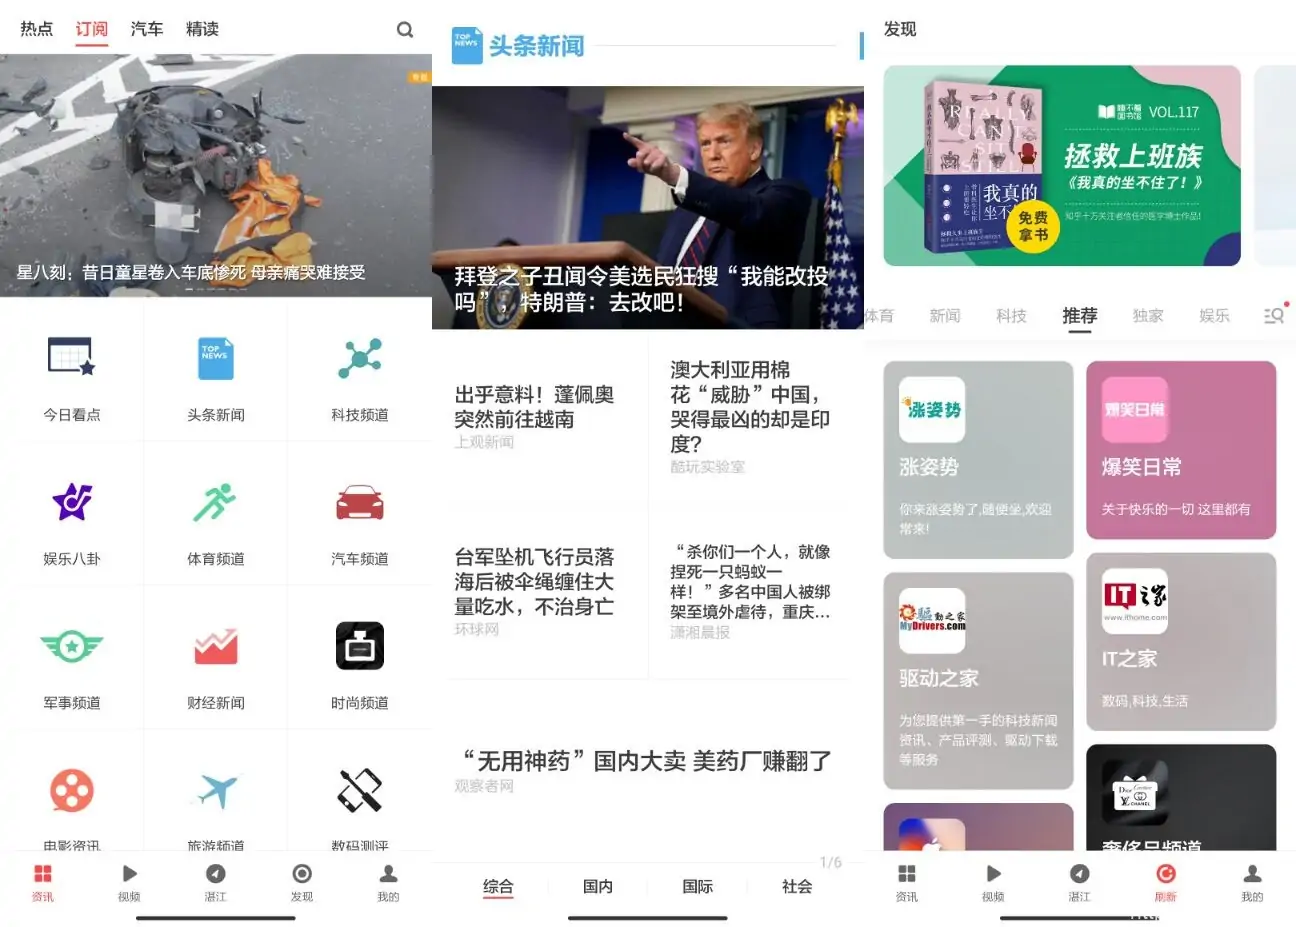 热点 订阅 汽车 精读
专题
星八刻：昔日童星卷入车底惨死 母亲痛哭难接受
今日看点 头条新闻 科技频道
TOP
NEWS
娱乐八卦 体育频道 汽车频道
军事频道 财经新闻 时尚频道
电影资讯 旅游频道 数码测评
资讯 视频 湛江 发现 我的
TOP
NEWS
头条新闻
拜登之子丑闻令美选民狂搜“我能改投
吗”，特朗普：去改吧！
出乎意料！蓬佩奥
突然前往越南
上观新闻
澳大利亚用棉
花“威胁”中国，
哭得最凶的却是印
度？
酷玩实验室
台军坠机飞行员落
海后被伞绳缠住大
量吃水，不治身亡
环球网
“杀你们一个人，就像
捏死一只蚂蚁一
样！”多名中国人被绑
架至境外虐待，重庆...
潇湘晨报
“无用神药”国内大卖 美药厂赚翻了
观察者网
1/6
综合 国内 国际 社会
发现
REALLY
CAN'T
SIT
STILL
我真的
坐不
免费
拿书
睡不着
图书馆
VOL.117
拯救上班族
《我真的坐不住了！》
知乎十万关注者信任的医学博士作品！
体育 新闻 科技 推荐 独家 娱乐
涨姿势
涨姿势
你来涨姿势了,随便坐,欢迎
常来!
爆笑日常
爆笑日常
关于快乐的一切 这里都有
驱动之家
MyDrivers.com
驱动之家
为您提供第一手的科技新闻
资讯、产品评测、驱动下载
等服务
IT之家
www.ithome.com
IT之家
数码,科技,生活
Dior Cartier
LV CHANEL
奢侈品频道
资讯 视频 湛江 刷新 我的